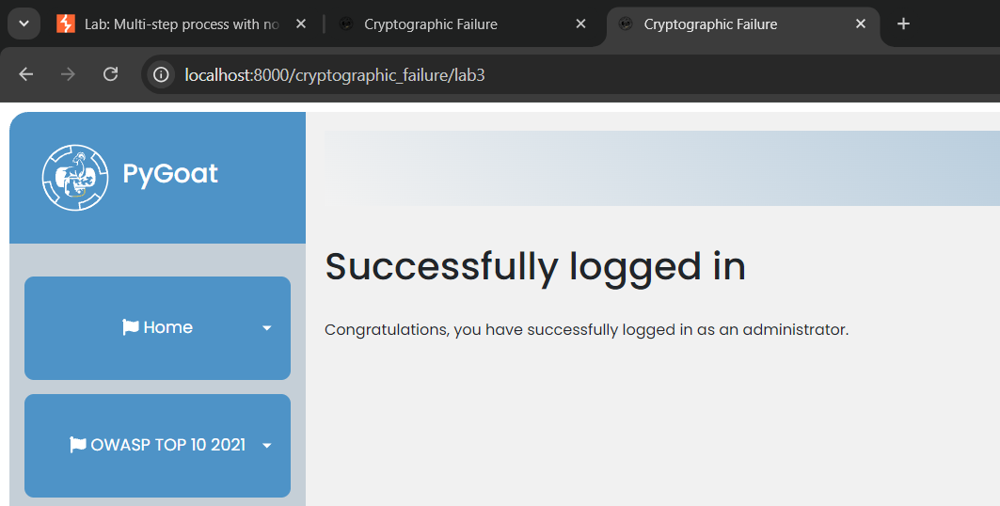 Lab: Multi-step process with no
Cryptographic Failure
Cryptographic Failure
localhost:8000/cryptographic_failure/lab3
PyGoat
Home
OWASP TOP 10 2021
Successfully logged in
Congratulations, you have successfully logged in as an administrator.